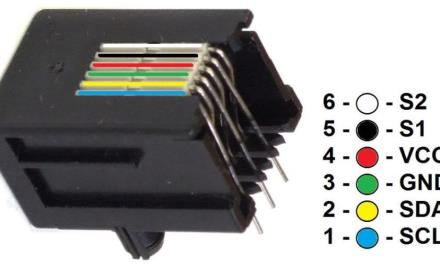 6 - - S2
5 - - S1
4 - - VCC
3 - - GND
2 - - SDA
1 - - SCL